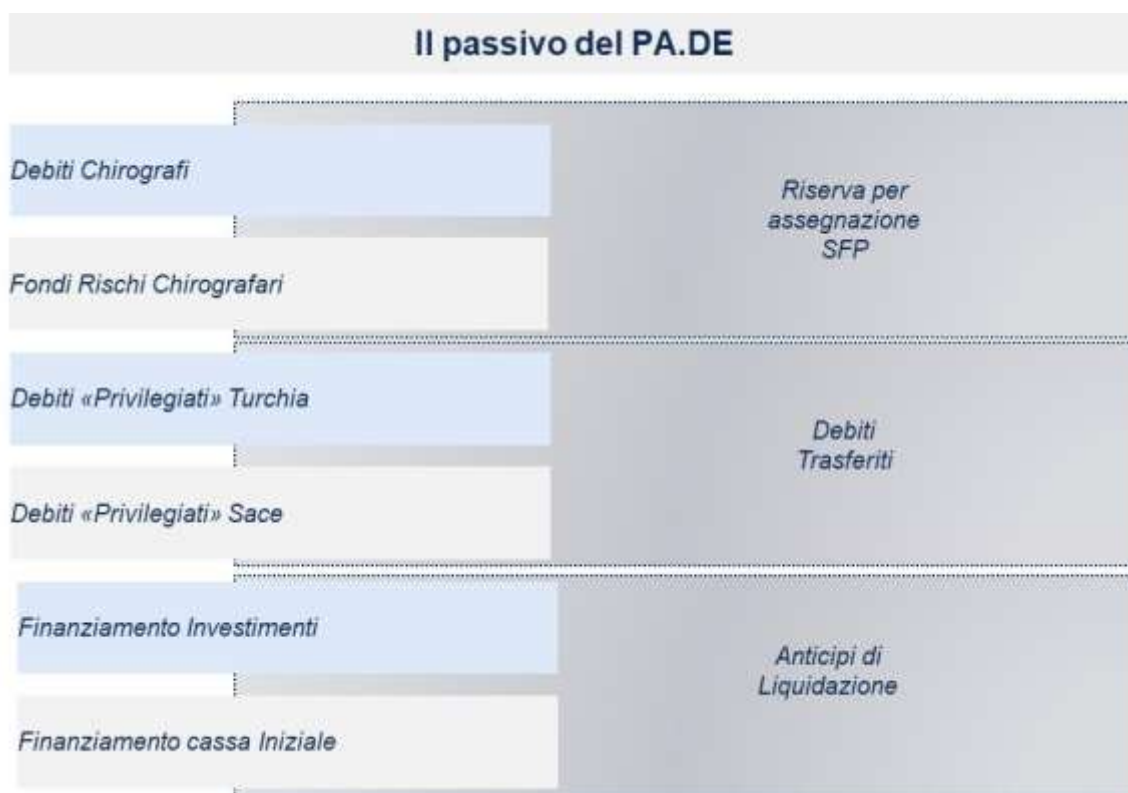 Il passivo del PA.DE
Debiti Chirografi
Riserva per
assegnazione
SFP
Fondi Rischi Chirografari
Debiti «Privilegiati» Turchia
Debiti
Trasferiti
Debiti «Privilegiati» Sace
Finanziamento Investimenti
Anticipi di
Liquidazione
Finanziamento cassa Iniziale